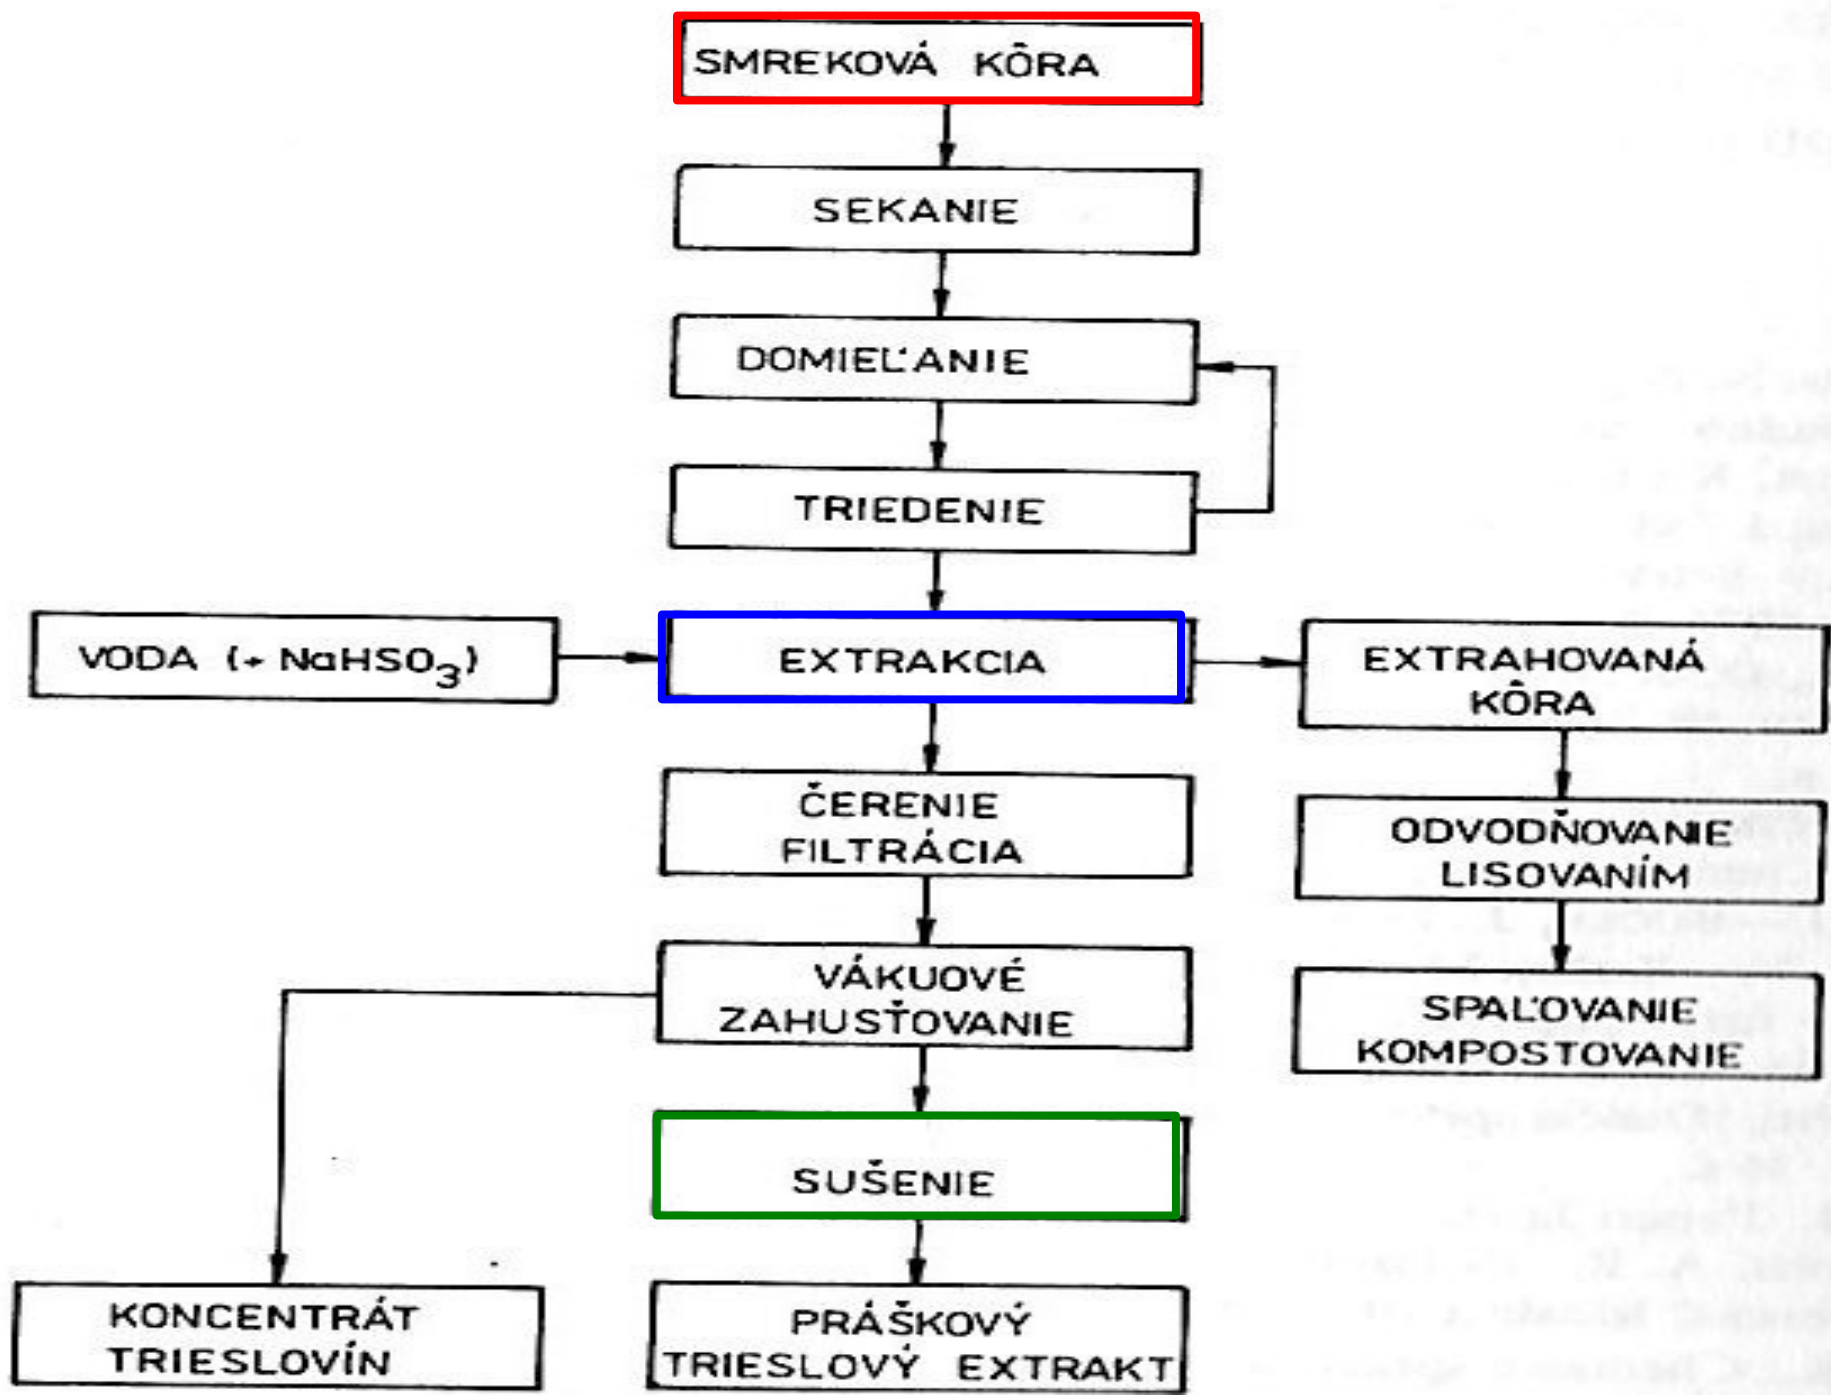 SMREKOVÁ KÔRA
SEKANIE
DOMIEĽANIE
TRIEDENIE
VODA (+ NaHSO₃)
EXTRAKCIA
EXTRAHOVANÁ
KÔRA
ČERENIE
FILTRÁCIA
ODVODŇOVANIE
LISOVANÍM
VÁKUOVÉ
ZAHUSŤOVANIE
SPAĽOVANIE
KOMPOSTOVANIE
SUŠENIE
KONCENTRÁT
TRIESLOVÍN
PRÁŠKOVÝ
TRIESLOVÝ EXTRAKT